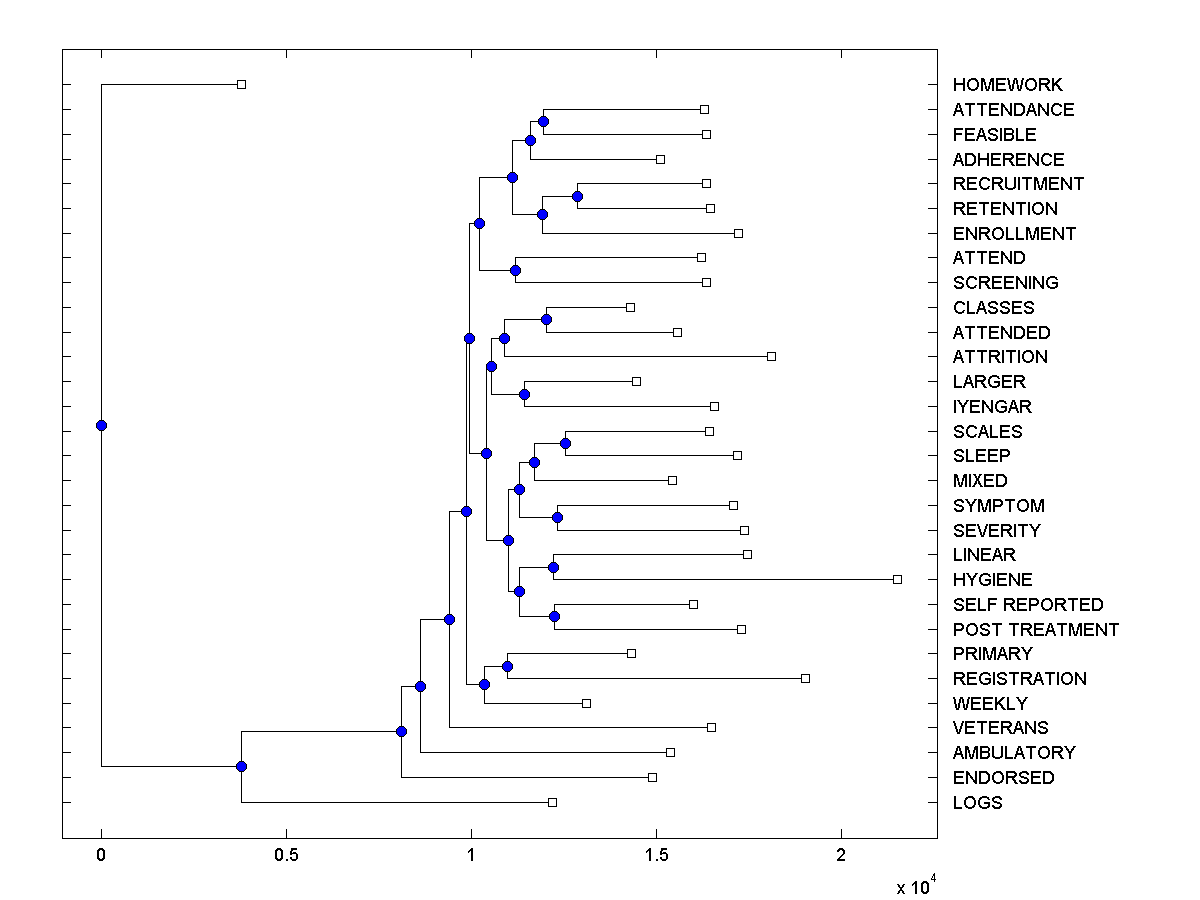 HOMEWORK
ATTENDANCE
FEASIBLE
ADHERENCE
RECRUITMENT
RETENTION
ENROLLMENT
ATTEND
SCREENING
CLASSES
ATTENDED
ATTRITION
LARGER
IYENGAR
SCALES
SLEEP
MIXED
SYMPTOM
SEVERITY
LINEAR
HYGIENE
SELF REPORTED
POST TREATMENT
PRIMARY
REGISTRATION
WEEKLY
VETERANS
AMBULATORY
ENDORSED
LOGS
0 0.5 1 1.5 2
x 10^4